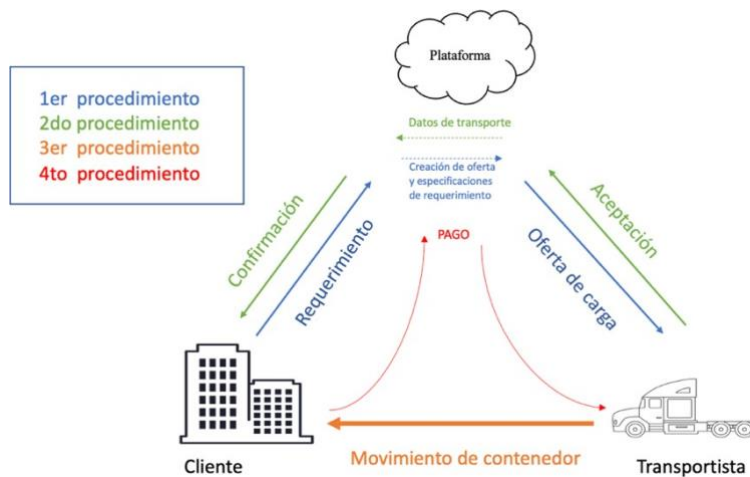 Plataforma
1er procedimiento
2do procedimiento
3er procedimiento
4to procedimiento
Datos de transporte
Creación de oferta
y especificaciones
de requerimiento
Confirmación
Requerimiento
PAGO
Oferta de carga
Aceptación
Cliente
Movimiento de contenedor
Transportista